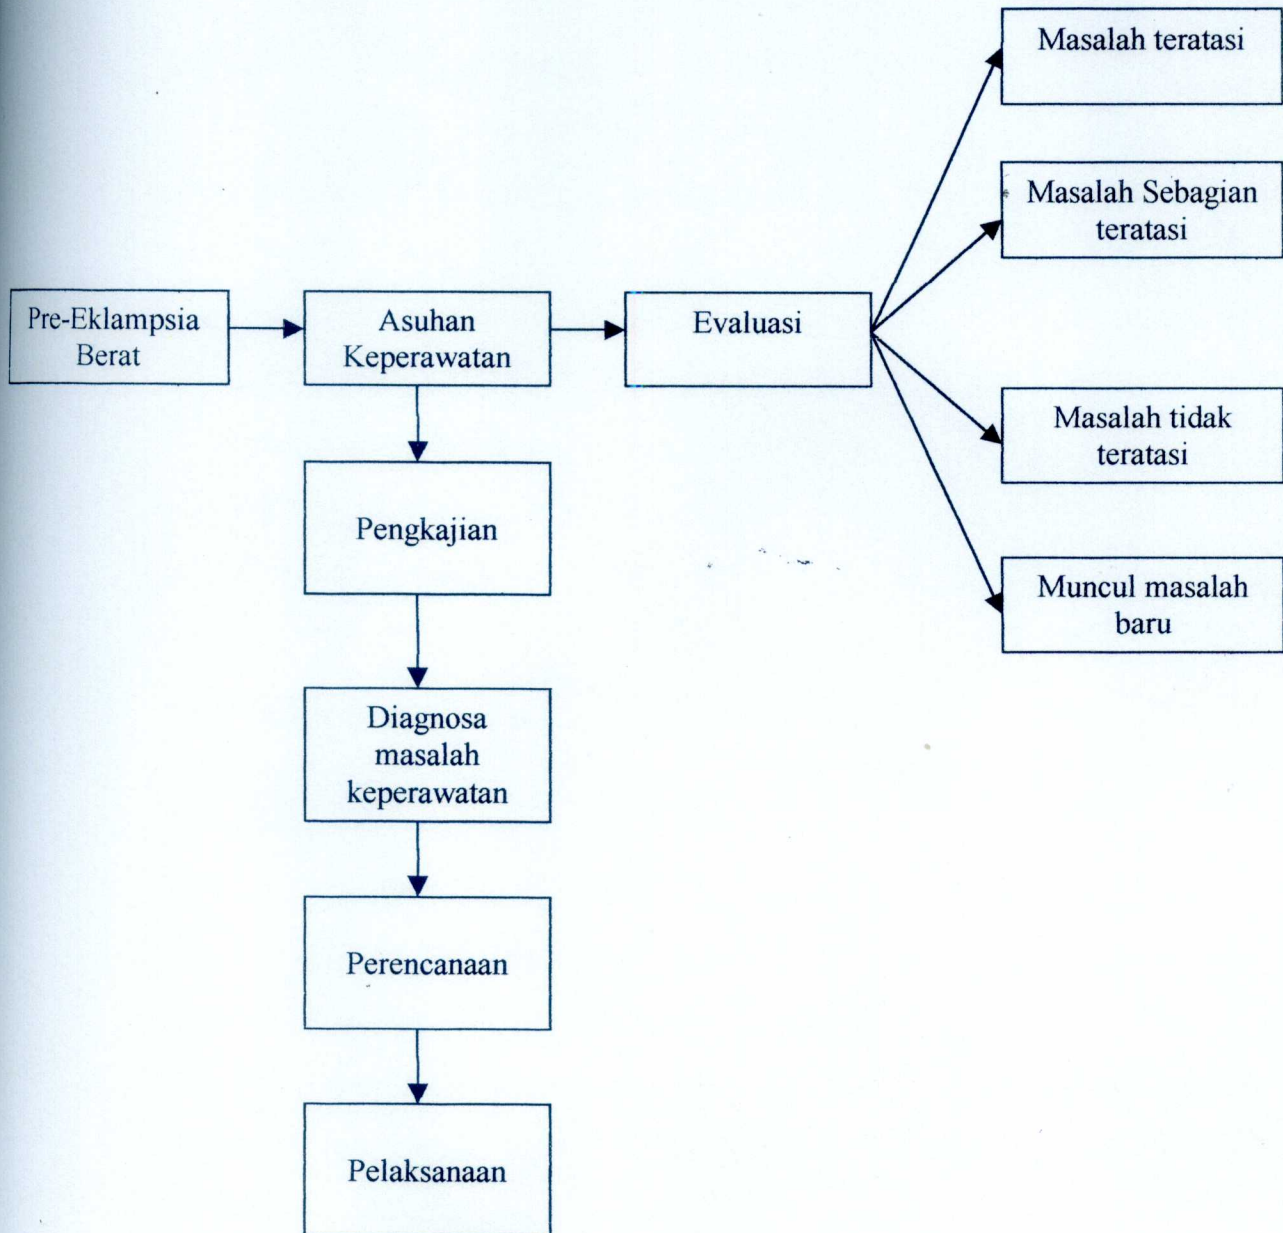 Masalah teratasi
Masalah Sebagian
teratasi
Pre-Eklampsia
Berat
Asuhan
Keperawatan
Evaluasi
Masalah tidak
teratasi
Pengkajian
Muncul masalah
baru
Diagnosa
masalah
keperawatan
Perencanaan
Pelaksanaan